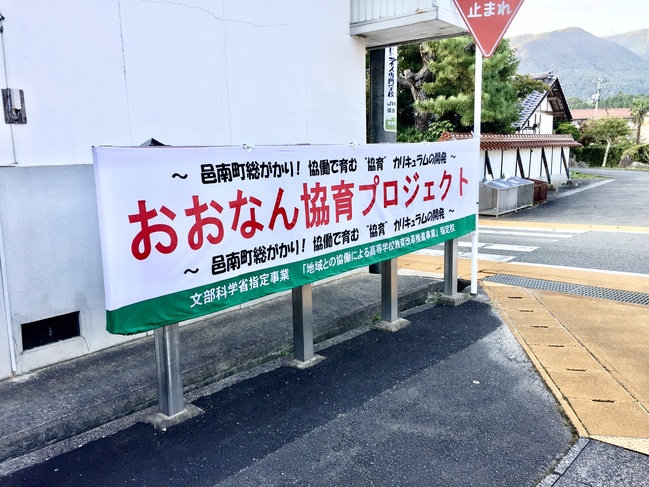 止まれ
～ 邑南町総がかり！ 協働で育む “協育” カリキュラムの開発 ～
おおなん協育プロジェクト
～ 邑南町総がかり！ 協働で育む “協育” カリキュラムの開発 ～
文部科学省指定事業 「地域との協働による高等学校教育改革推進事業」指定校